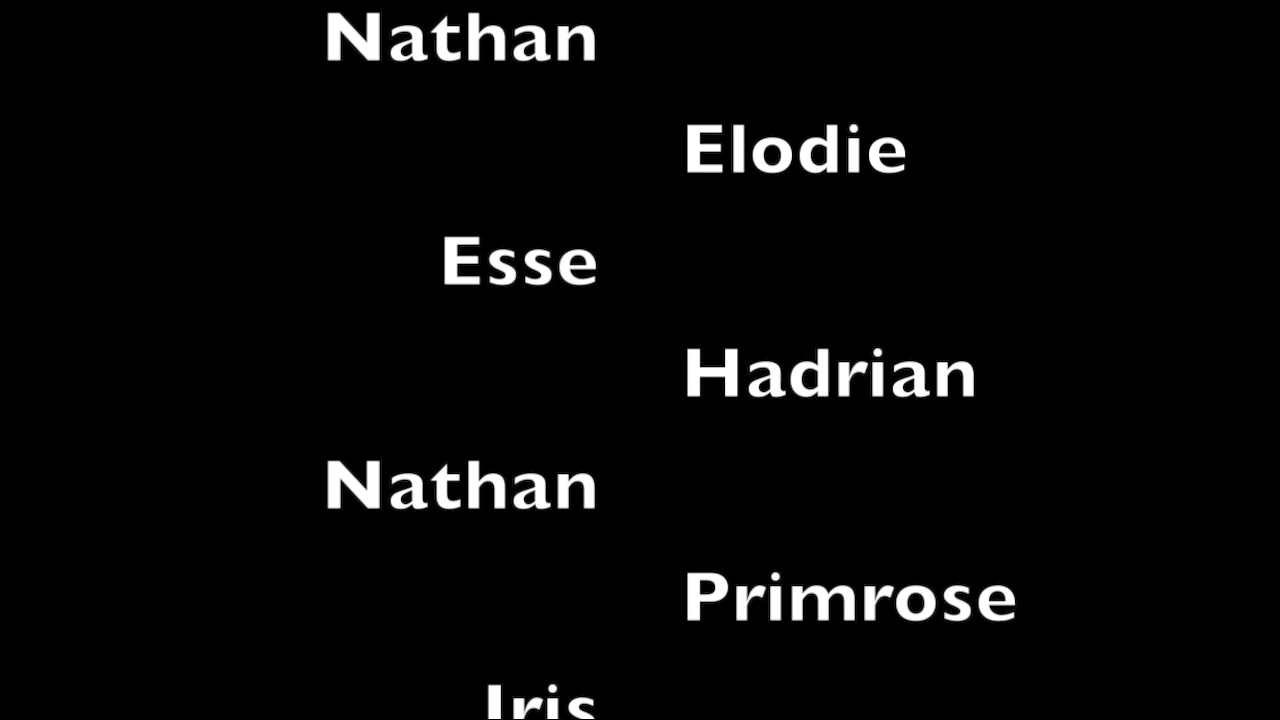 Nathan
Elodie
Esse
Hadrian
Nathan
Primrose
Iris